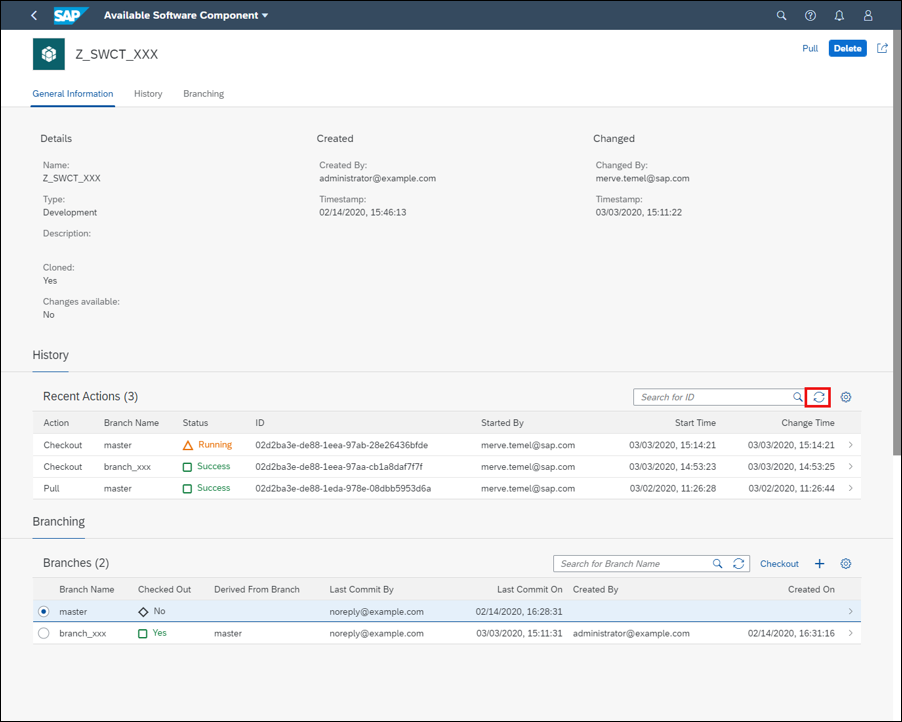 SAP Available Software Component
Z_SWCT_XXX
Pull Delete
General Information History Branching
Details Created Changed
Name: Created By: Changed By:
Z_SWCT_XXX administrator@example.com merve.temel@sap.com
Type: Timestamp: Timestamp:
Development 02/14/2020, 15:46:13 03/03/2020, 15:11:22
Description:
Cloned:
Yes
Changes available:
No
History
Recent Actions (3) Search for ID
Action Branch Name Status ID Started By Start Time Change Time
Checkout master Running 02d2ba3e-de88-1eea-97ab-28e26436bfde merve.temel@sap.com 03/03/2020, 15:14:21 03/03/2020, 15:14:21
Checkout branch_xxx Success 02d2ba3e-de88-1eea-97aa-cb1a8daf7f7f merve.temel@sap.com 03/03/2020, 14:53:23 03/03/2020, 14:53:25
Pull master Success 02d2ba3e-de88-1eda-978e-08dbb5953d6a merve.temel@sap.com 03/02/2020, 11:26:28 03/02/2020, 11:26:44
Branching
Branches (2) Search for Branch Name Checkout
Branch Name Checked Out Derived From Branch Last Commit By Last Commit On Created By Created On
master No noreply@example.com 02/14/2020, 16:28:31
branch_xxx Yes master noreply@example.com 03/03/2020, 15:11:31 administrator@example.com 02/14/2020, 16:31:16